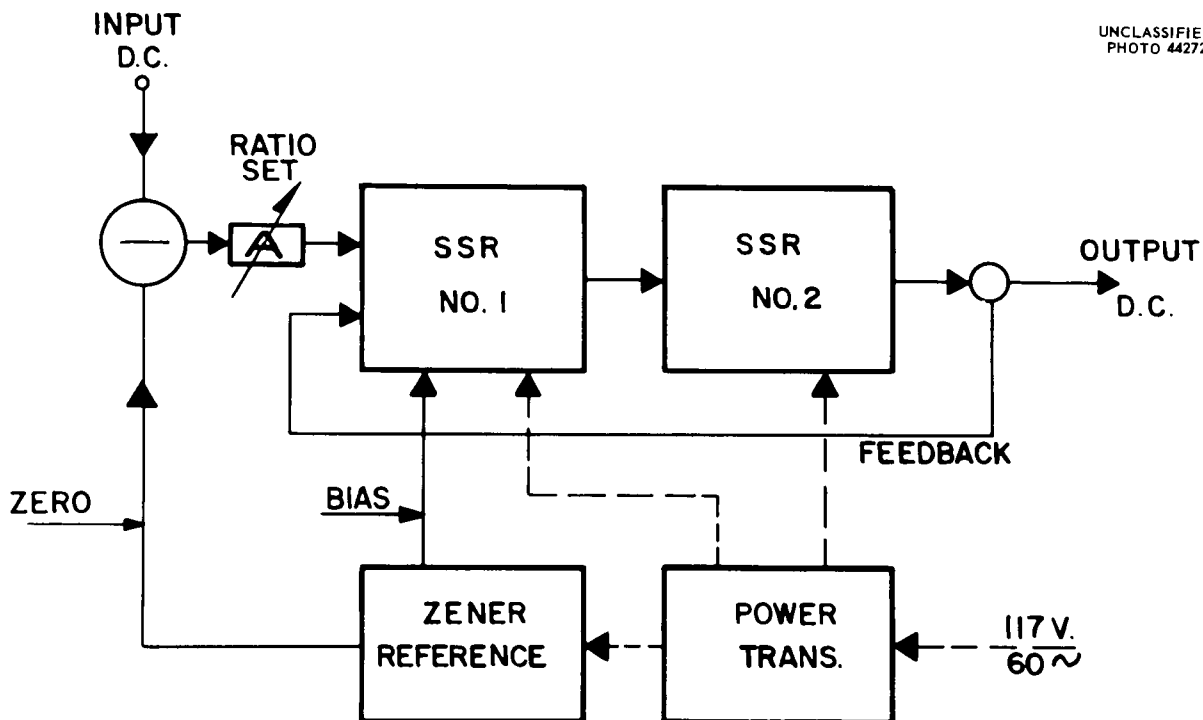 UNCLASSIFIE
PHOTO 44272
INPUT
D.C.
RATIO
SET
A
SSR
NO. 1
SSR
NO. 2
OUTPUT
D.C.
FEEDBACK
ZERO
BIAS
ZENER
REFERENCE
POWER
TRANS.
117 V.
60 ~